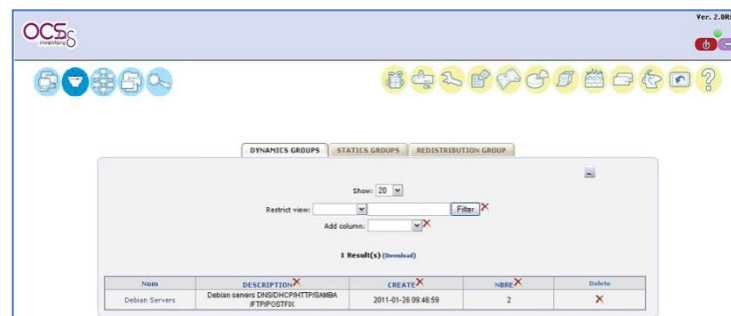 Ver. 2.0R
OCS
inventory
DYNAMICS GROUPS STATICS GROUPS REDISTRIBUTION GROUP
Show: 20
Restrict view: Filter
Add column:
1 Result(s) (Download)
Nom DESCRIPTION CREATE NBRE Delete
Debian Servers Debian servers DNS/DHCP/HTTP/SAMBA 2011-01-26 09:46:59 2
/FTP/POSTFIX